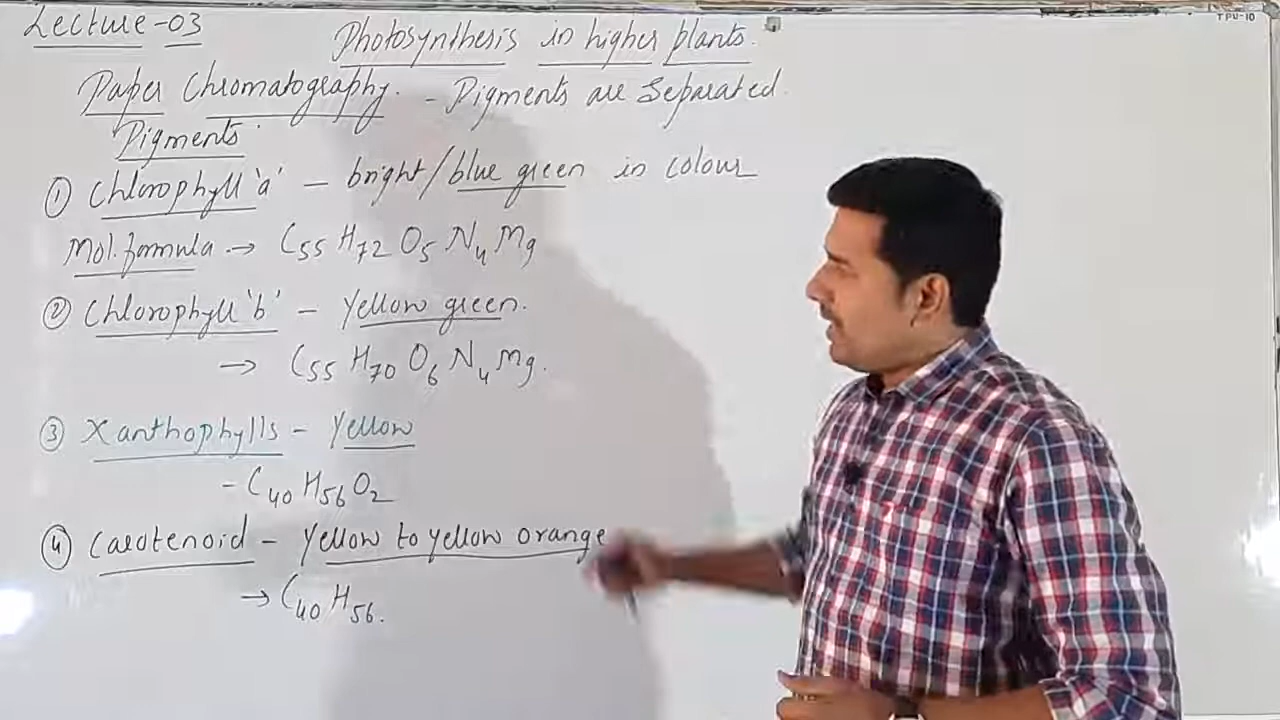 Lecture-03
TPU-10
Photosynthesis in higher plants.
Paper Chromatography. - Pigments are separated.
Pigments
① Chlorophyll 'a' - bright/blue green in colour
Mol. formula → C55 H72 O5 N4 Mg
② Chlorophyll 'b' - Yellow green.
→ C55 H70 O6 N4 Mg.
③ Xanthophylls - Yellow
- C40 H56 O2
④ Carotenoid - Yellow to yellow orange
→ C40 H56.